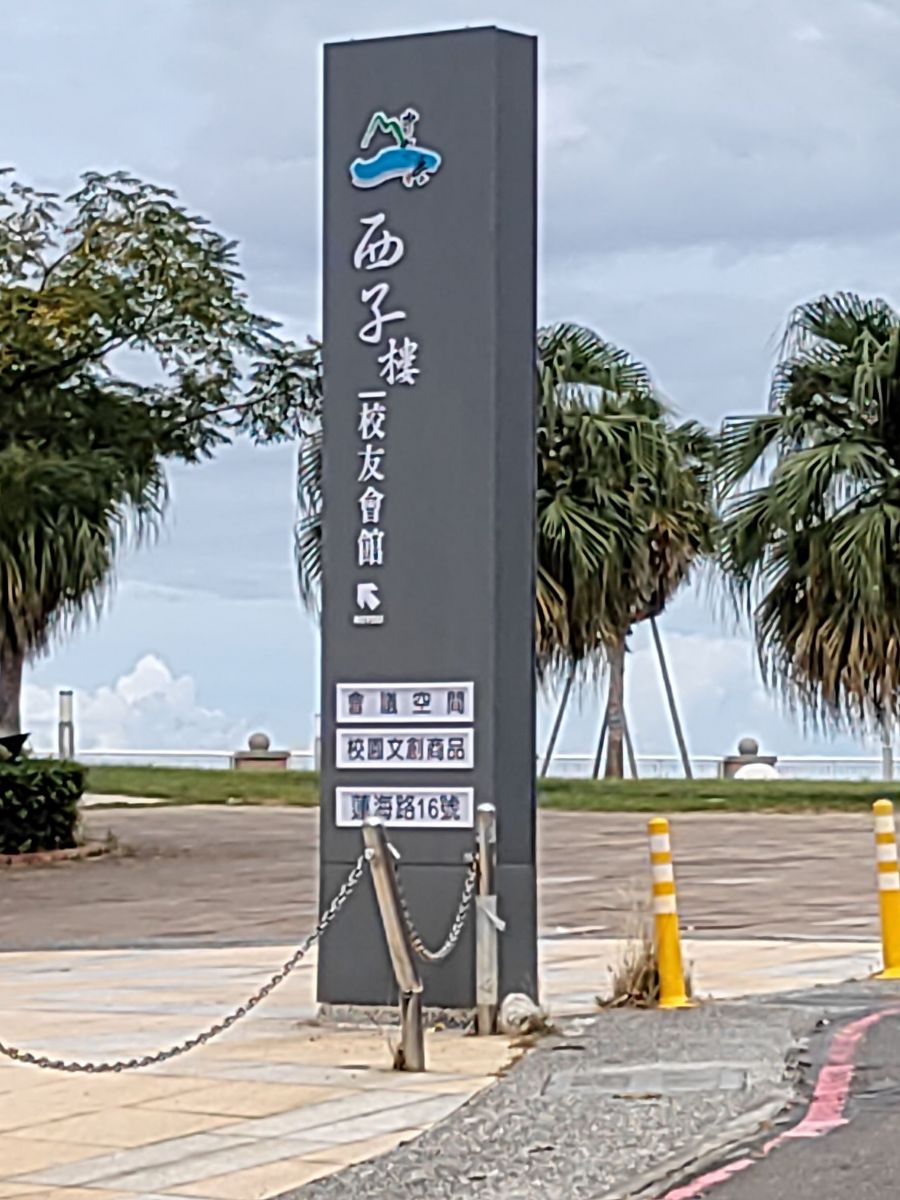 西子樓
校友會館
會議空間
校園文創商品
蓮海路16號